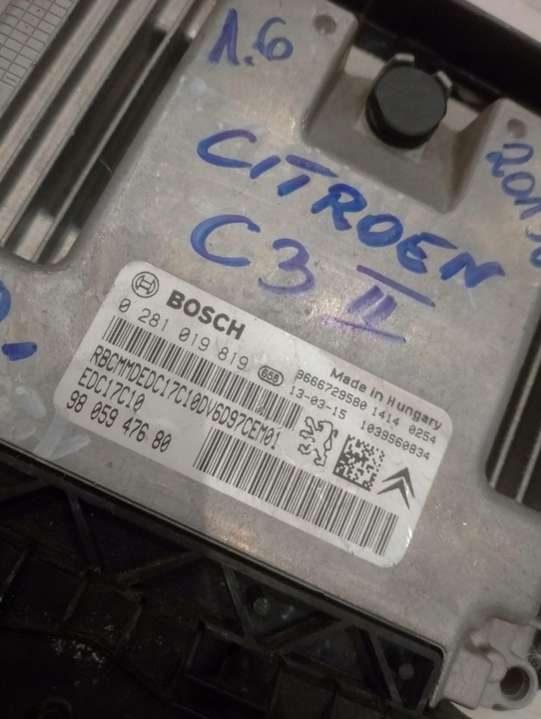 1.6
CITROEN
C3 II
BOSCH
0 281 019 819
658
Made in Hungary
9666729580 1414 0254
13-03-15 1039S60834
RBCMMDEDC17C10DV6D97CEM01
EDC17C10
98 059 476 80